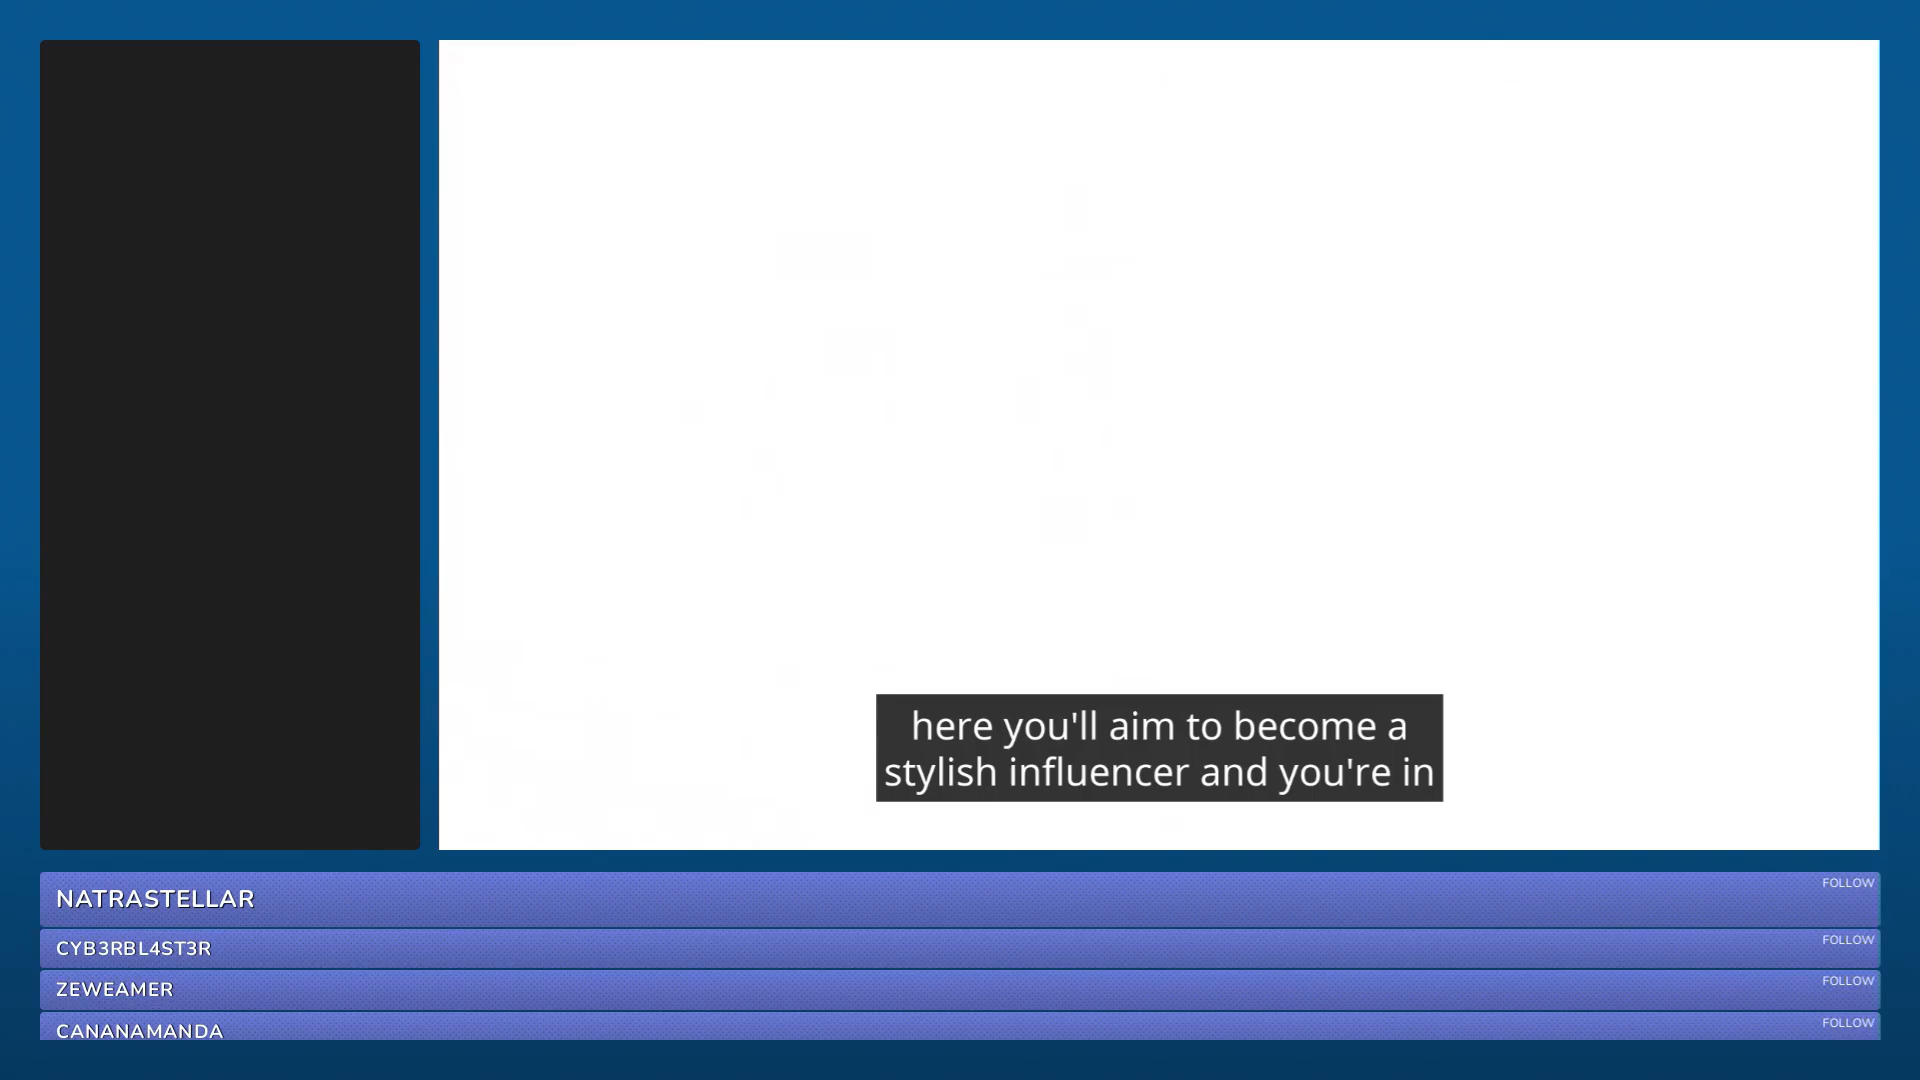 here you'll aim to become a
stylish influencer and you're in
NATRASTELLAR
FOLLOW
CYB3RBL4ST3R
FOLLOW
ZEWEAMER
FOLLOW
CANANAMANDA
FOLLOW